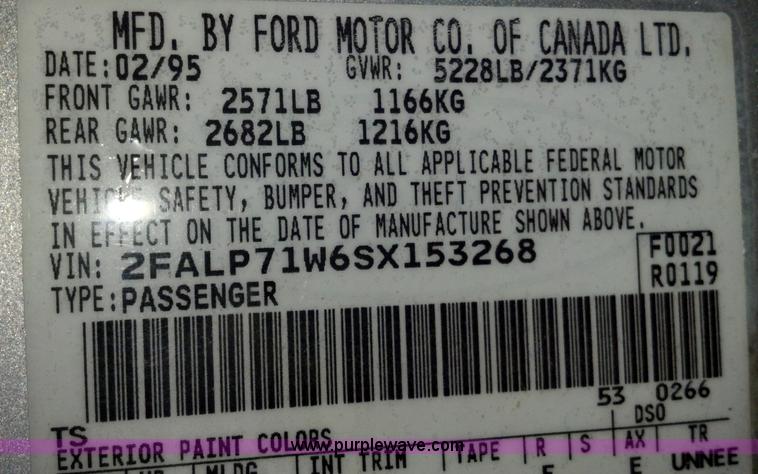 MFD. BY FORD MOTOR CO. OF CANADA LTD.
DATE: 02/95 GVWR: 5228LB/2371KG
FRONT GAWR: 2571LB 1166KG
REAR GAWR: 2682LB 1216KG
THIS VEHICLE CONFORMS TO ALL APPLICABLE FEDERAL MOTOR
VEHICLE SAFETY, BUMPER, AND THEFT PREVENTION STANDARDS
IN EFFECT ON THE DATE OF MANUFACTURE SHOWN ABOVE.
VIN: 2FALP71W6SX153268 F0021
TYPE: PASSENGER R0119
53 0266
TS DSO
EXTERIOR PAINT COLORS INT TRIM TAPE R S AX TR
www.purplewave.com
E E UNNEE